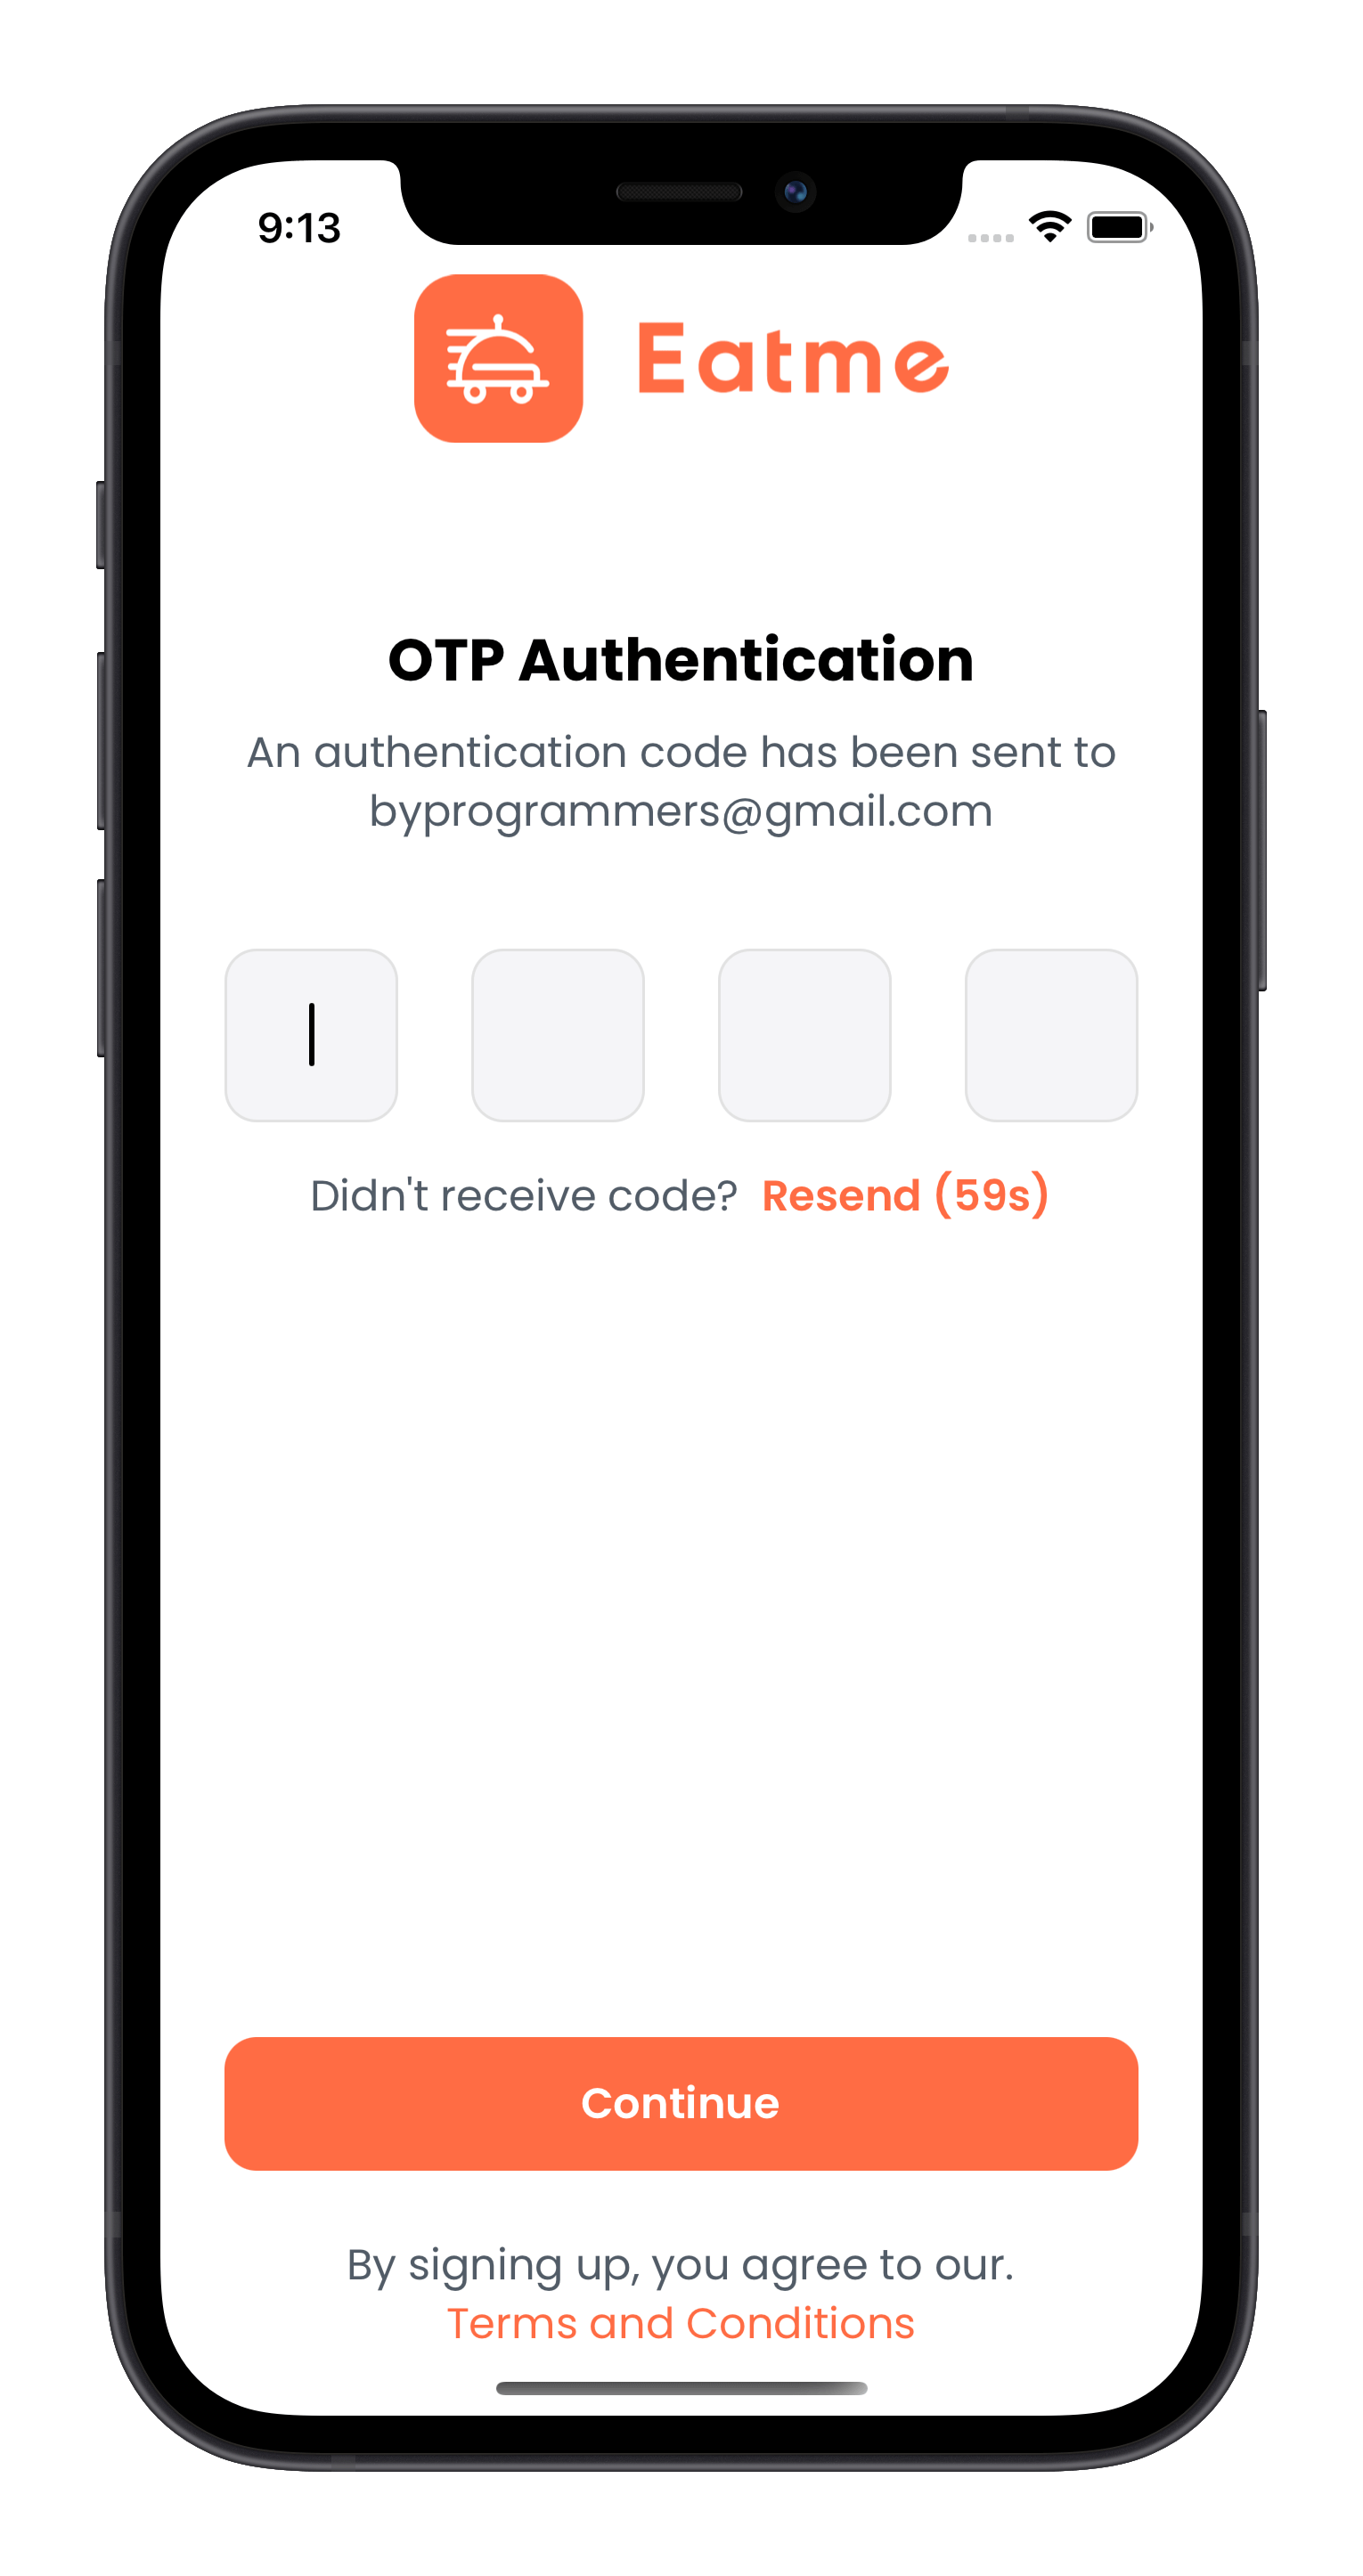 9:13
Eatme
OTP Authentication
An authentication code has been sent to
byprogrammers@gmail.com
Didn't receive code? Resend (59s)
Continue
By signing up, you agree to our.
Terms and Conditions